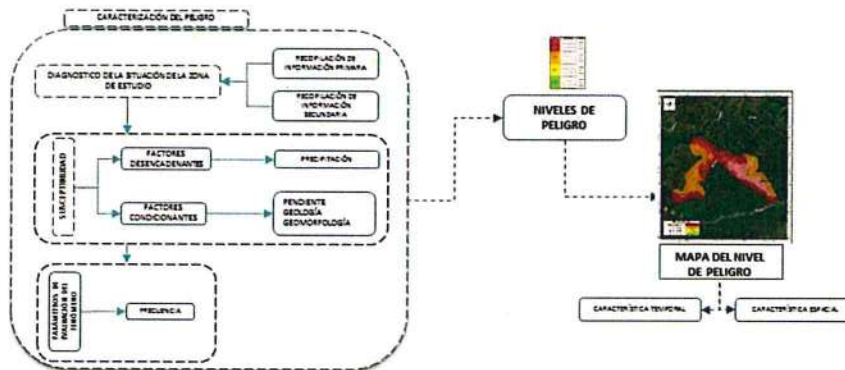 CARACTERIZACIÓN DEL PELIGRO
DIAGNOSTICO DE LA SITUACIÓN DE LA ZONA
DE ESTUDIO
RECOPILACIÓN DE
INFORMACIÓN PRIMARIA
RECOPILACIÓN DE
INFORMACIÓN
SECUNDARIA
SUSCEPTIBILIDAD
FACTORES
DESENCADENANTES
PRECIPITACIÓN
FACTORES
CONDICIONANTES
PENDIENTE
GEOLOGÍA
GEOMORFOLOGÍA
PARÁMETROS DE
EVALUACIÓN DEL
FENÓMENO
FRECUENCIA
NIVELES DE
PELIGRO
MAPA DEL NIVEL
DE PELIGRO
CARACTERÍSTICA TEMPORAL
CARACTERÍSTICA ESPACIAL